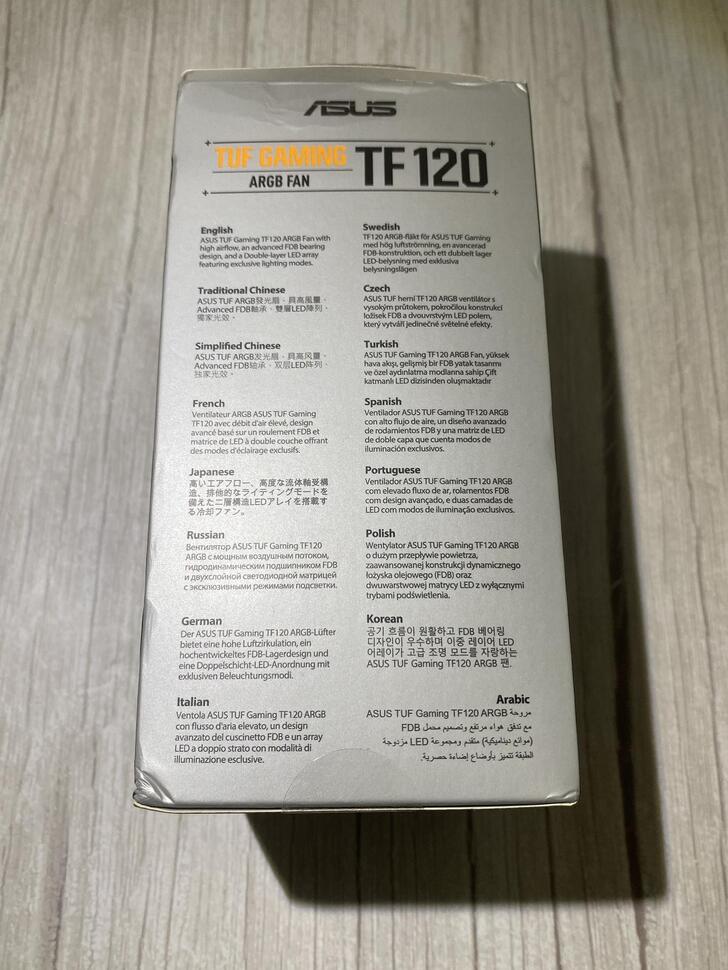 ASUS
TUF GAMING
ARGB FAN
TF 120
English
ASUS TUF Gaming TF120 ARGB Fan with
high airflow, an advanced FDB bearing
design, and a Double-layer LED array
featuring exclusive lighting modes.
Traditional Chinese
ASUS TUF ARGB發光扇、具高風量、
Advanced FDB軸承、雙層LED陣列、
獨家光效。
Simplified Chinese
ASUS TUF ARGB发光扇、具高风量、
Advanced FDB轴承、双层LED阵列、
独家光效。
French
Ventilateur ARGB ASUS TUF Gaming
TF120 avec débit d'air élevé, design
avancé basé sur un roulement FDB et
matrice de LED à double couche offrant
des modes d'éclairage exclusifs.
Japanese
高いエアフロー、高度な流体軸受構
造、排他的なライティングモードを
備えた二層構造LEDアレイを搭載す
る冷却ファン。
Russian
Вентилятор ASUS TUF Gaming TF120
ARGB с мощным воздушным потоком,
гидродинамическим подшипником FDB
и двухслойной светодиодной матрицей
с эксклюзивными режимами подсветки.
German
Der ASUS TUF Gaming TF120 ARGB-Lüfter
bietet eine hohe Luftzirkulation, ein
hochentwickeltes FDB-Lagerdesign und
eine Doppelschicht-LED-Anordnung mit
exklusiven Beleuchtungsmodi.
Italian
Ventola ASUS TUF Gaming TF120 ARGB
con flusso d'aria elevato, un design
avanzato del cuscinetto FDB e un array
LED a doppio strato con modalità di
illuminazione esclusive.
Swedish
TF120 ARGB-fläkt för ASUS TUF Gaming
med hög luftströmning, en avancerad
FDB-konstruktion, och ett dubbelt lager
LED-belysning med exklusiva
belysningslägen
Czech
ASUS TUF herní TF120 ARGB ventilátor s
vysokým průtokem, pokročilou konstrukcí
ložisek FDB a dvouvrstvým LED polem,
který vytváří jedinečné světelné efekty.
Turkish
ASUS TUF Gaming TF120 ARGB Fan, yüksek
hava akışı, gelişmiş bir FDB yatak tasarımı
ve özel aydınlatma modlarına sahip Çift
katmanlı LED dizisinden oluşmaktadır
Spanish
Ventilador ASUS TUF Gaming TF120 ARGB
con alto flujo de aire, un diseño avanzado
de rodamientos FDB y una matriz de LED
de doble capa que cuenta modos de
iluminación exclusivos.
Portuguese
Ventilador ASUS TUF Gaming TF120 ARGB
com elevado fluxo de ar, rolamentos FDB
com design avançado, e duas camadas de
LED com modos de iluminação exclusivos.
Polish
Wentylator ASUS TUF Gaming TF120 ARGB
o dużym przepływie powietrza,
zaawansowanej konstrukcji dynamicznego
łożyska olejowego (FDB) oraz
dwuwarstwowej matrycy LED z wyłącznymi
trybami podświetlenia.
Korean
공기 흐름이 원활하고 FDB 베어링
디자인이 우수하며 이중 레이어 LED
어레이가 고급 조명 모드를 자랑하는
ASUS TUF Gaming TF120 ARGB 팬.
Arabic
مروحة ASUS TUF Gaming TF120 ARGB
مع تدفق هواء مرتفع وتصميم محمل FDB
(موانع ديناميكية) متقدم ومجموعة LED مزدوجة
الطبقة تتميز بأوضاع إضاءة حصرية.